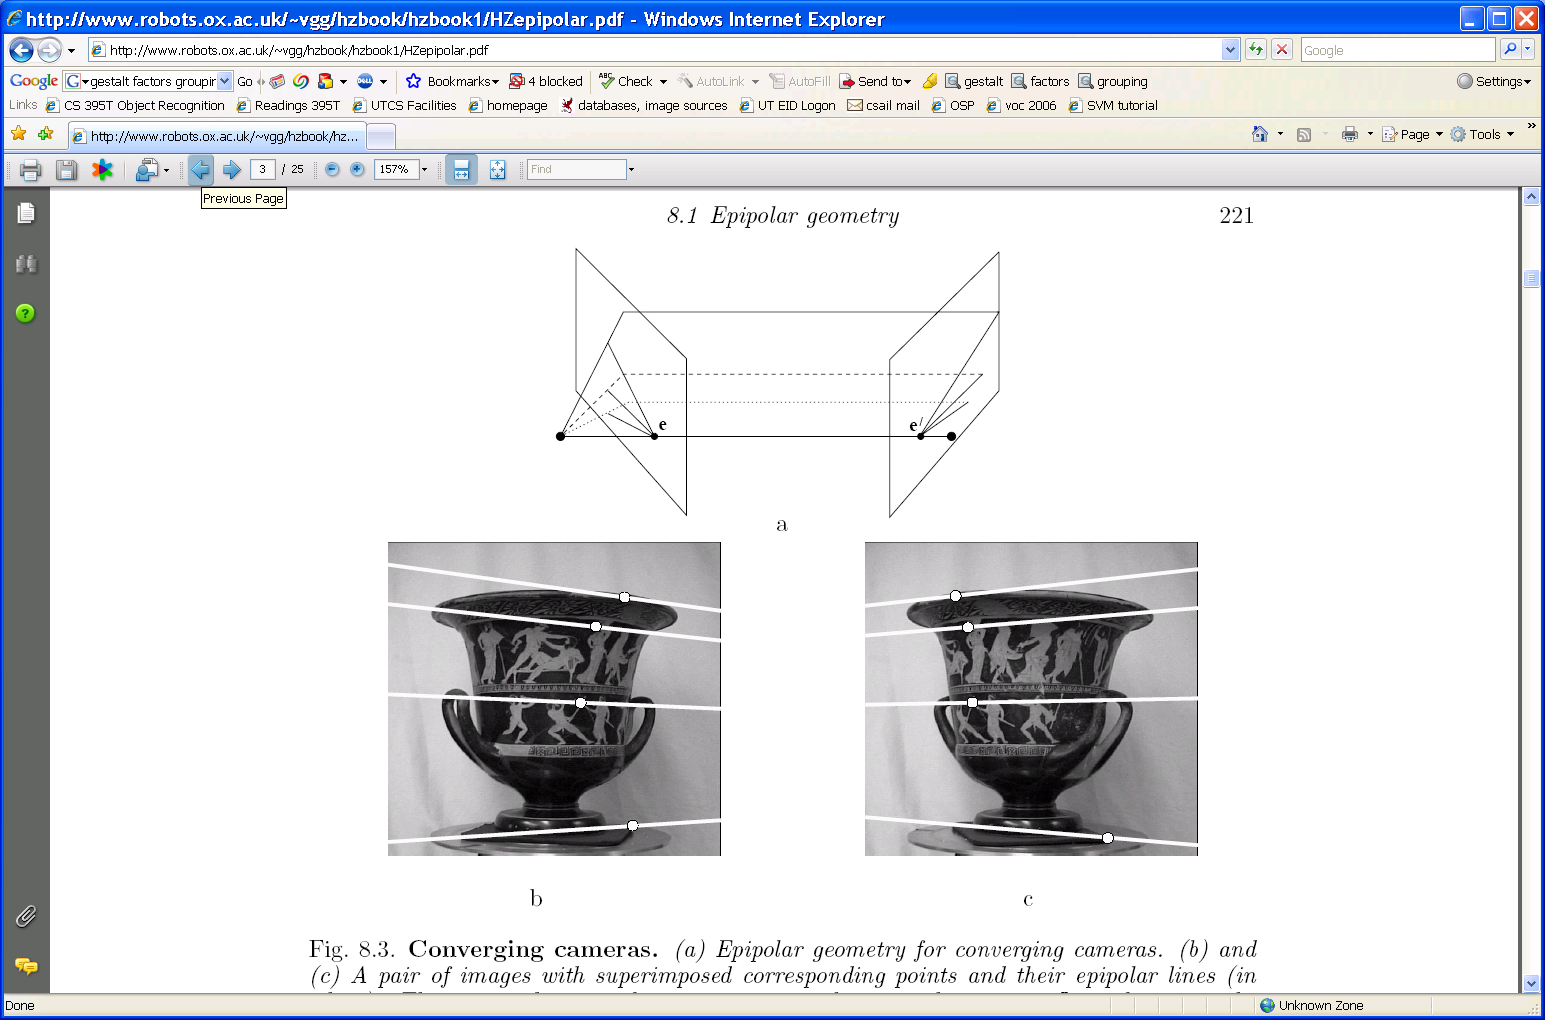 http://www.robots.ox.ac.uk/~vgg/hzbook/hzbook1/HZepipolar.pdf - Windows Internet Explorer
http://www.robots.ox.ac.uk/~vgg/hzbook/hzbook1/HZepipolar.pdf
Google
Google
gestalt factors groupir
Go
Bookmarks
4 blocked
ABC
Check
AutoLink
AutoFill
Send to
gestalt
factors
grouping
Settings
Links
CS 395T Object Recognition
Readings 395T
UTCS Facilities
homepage
databases, image sources
UT EID Logon
csail mail
OSP
voc 2006
SVM tutorial
http://www.robots.ox.ac.uk/~vgg/hzbook/hz...
Page
Tools
3 / 25
157%
Find
Previous Page
8.1 Epipolar geometry 221
e
e/
a
b
c
Fig. 8.3. Converging cameras. (a) Epipolar geometry for converging cameras. (b) and
(c) A pair of images with superimposed corresponding points and their epipolar lines (in
Done
Unknown Zone